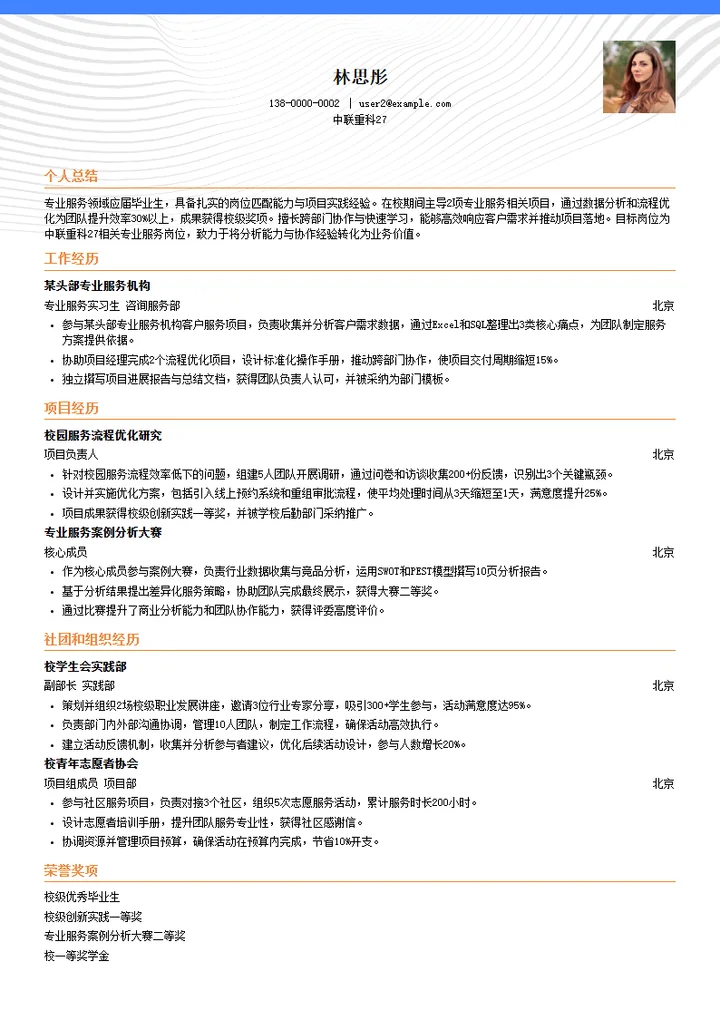 林思彤
138-0000-0002 | user2@example.com
中联重科27
个人总结
专业服务领域应届毕业生，具备扎实的岗位匹配能力与项目实践经验。在校期间主导2项专业服务相关项目，通过数据分析和流程优
化为团队提升效率30%以上，成果获得校级奖项。擅长跨部门协作与快速学习，能够高效响应客户需求并推动项目落地。目标岗位为
中联重科27相关专业服务岗位，致力于将分析能力与协作经验转化为业务价值。
工作经历
某头部专业服务机构
专业服务实习生 咨询服务部 北京
• 参与某头部专业服务机构客户服务项目，负责收集并分析客户需求数据，通过Excel和SQL整理出3类核心痛点，为团队制定服务
方案提供依据。
• 协助项目经理完成2个流程优化项目，设计标准化操作手册，推动跨部门协作，使项目交付周期缩短15%。
• 独立撰写项目进展报告与总结文档，获得团队负责人认可，并被采纳为部门模板。
项目经历
校园服务流程优化研究
项目负责人 北京
• 针对校园服务流程效率低下的问题，组建5人团队开展调研，通过问卷和访谈收集200+份反馈，识别出3个关键瓶颈。
• 设计并实施优化方案，包括引入线上预约系统和重组审批流程，使平均处理时间从3天缩短至1天，满意度提升25%。
• 项目成果获得校级创新实践一等奖，并被学校后勤部门采纳推广。
专业服务案例分析大赛
核心成员 北京
• 作为核心成员参与案例大赛，负责行业数据收集与竞品分析，运用SWOT和PEST模型撰写10页分析报告。
• 基于分析结果提出差异化服务策略，协助团队完成最终展示，获得大赛二等奖。
• 通过比赛提升了商业分析能力和团队协作能力，获得评委高度评价。
社团和组织经历
校学生会实践部
副部长 实践部 北京
• 策划并组织2场校级职业发展讲座，邀请3位行业专家分享，吸引300+学生参与，活动满意度达95%。
• 负责部门内外部沟通协调，管理10人团队，制定工作流程，确保活动高效执行。
• 建立活动反馈机制，收集并分析参与者建议，优化后续活动设计，参与人数增长20%。
校青年志愿者协会
项目组成员 项目部 北京
• 参与社区服务项目，负责对接3个社区，组织5次志愿服务活动，累计服务时长200小时。
• 设计志愿者培训手册，提升团队服务专业性，获得社区感谢信。
• 协调资源并管理项目预算，确保活动在预算内完成，节省10%开支。
荣誉奖项
校级优秀毕业生
校级创新实践一等奖
专业服务案例分析大赛二等奖
校一等奖学金